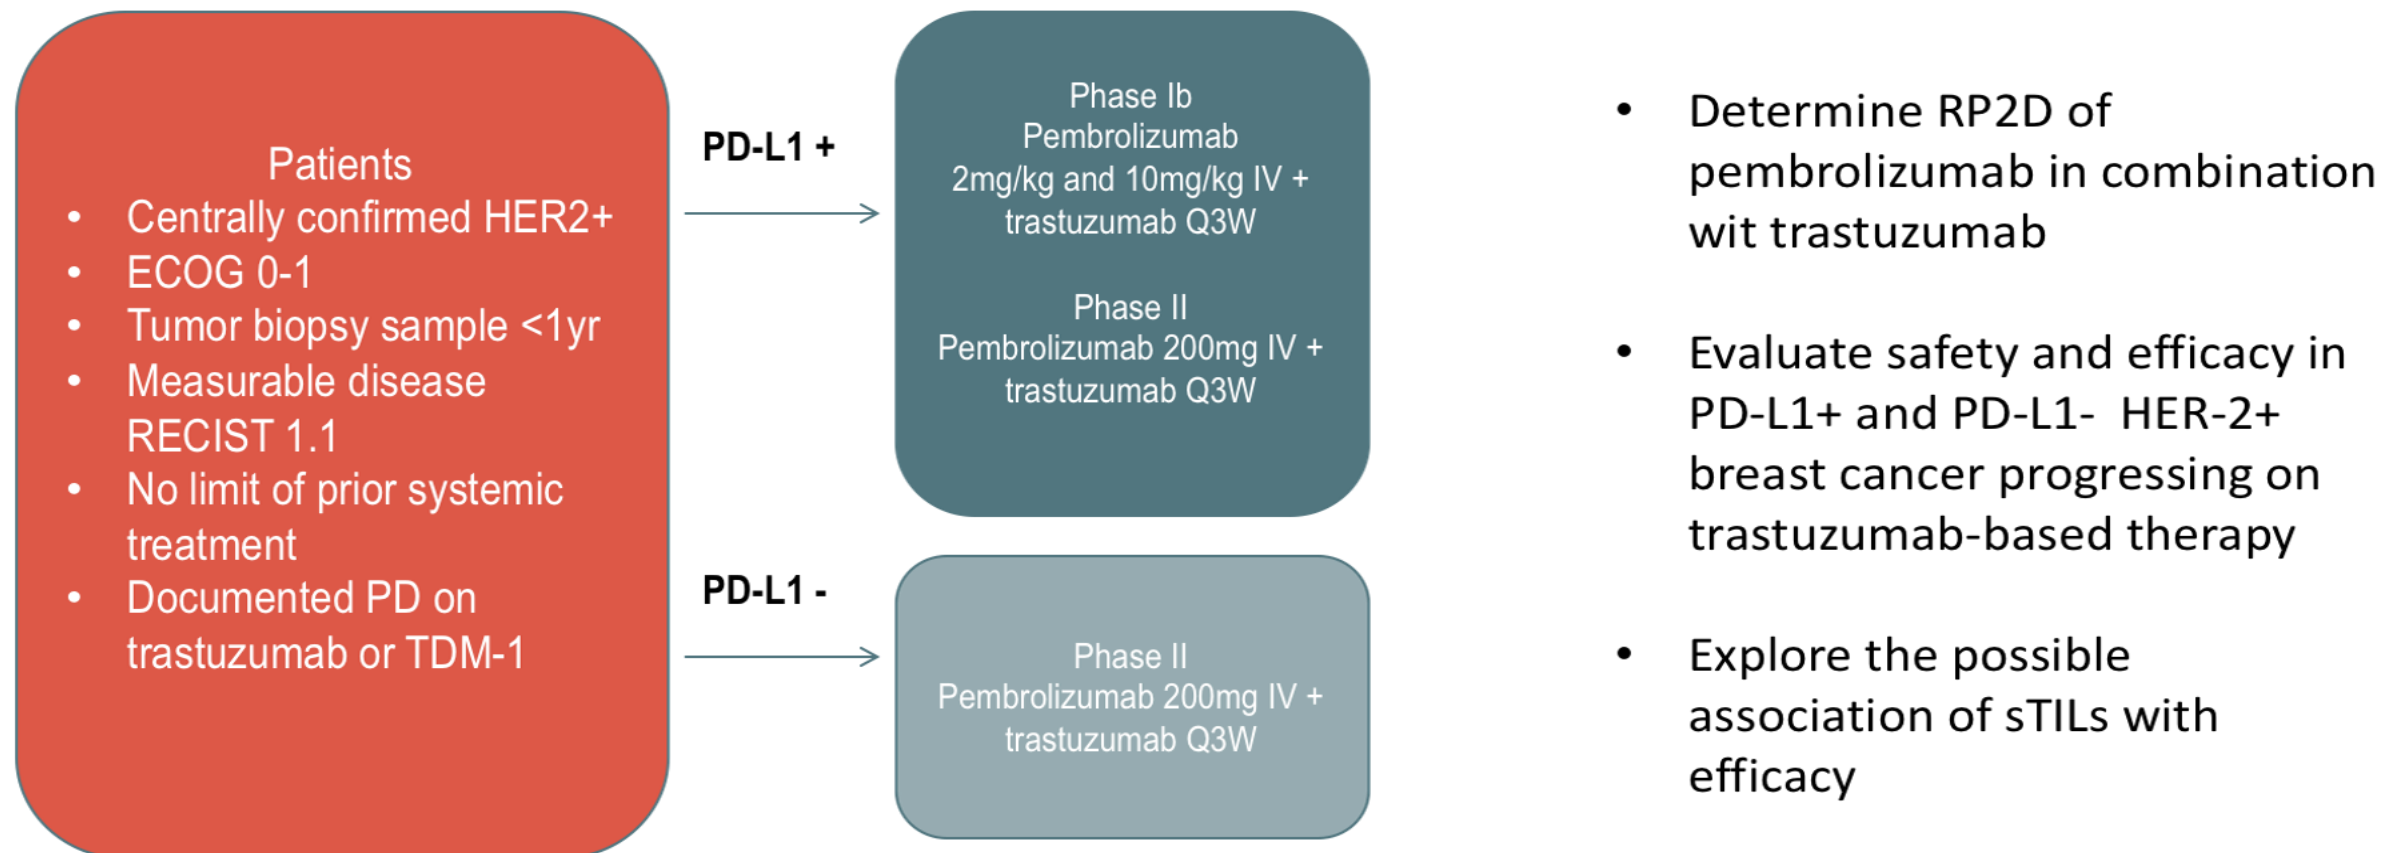 Patients
• Centrally confirmed HER2+
• ECOG 0-1
• Tumor biopsy sample <1yr
• Measurable disease
RECIST 1.1
• No limit of prior systemic
treatment
• Documented PD on
trastuzumab or TDM-1
PD-L1 +
Phase Ib
Pembrolizumab
2mg/kg and 10mg/kg IV +
trastuzumab Q3W
Phase II
Pembrolizumab 200mg IV +
trastuzumab Q3W
PD-L1 -
Phase II
Pembrolizumab 200mg IV +
trastuzumab Q3W
• Determine RP2D of
pembrolizumab in combination
wit trastuzumab
• Evaluate safety and efficacy in
PD-L1+ and PD-L1- HER-2+
breast cancer progressing on
trastuzumab-based therapy
• Explore the possible
association of sTILs with
efficacy